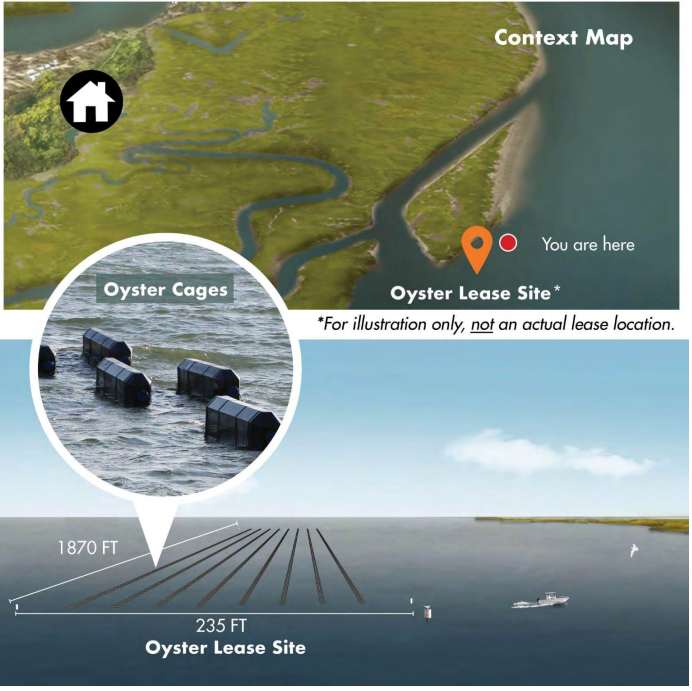 Context Map
You are here
Oyster Lease Site*
*For illustration only, not an actual lease location.
Oyster Cages
1870 FT
235 FT
Oyster Lease Site